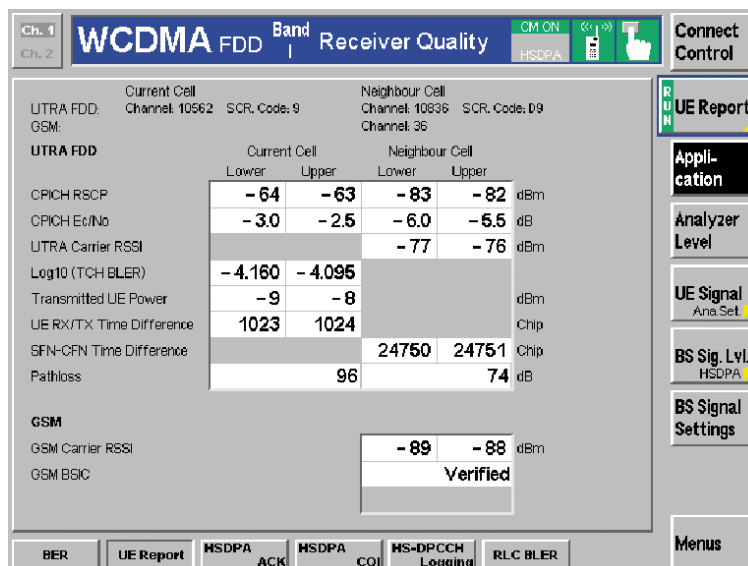 Ch. 1
Ch. 2
WCDMA FDD Band I Receiver Quality
CM ON
HSDPA
Connect Control
Current Cell Neighbour Cell
UTRA FDD: Channel: 10562 SCR. Code: 9 Channel: 10836 SCR. Code: D9
GSM: Channel: 36
RUN
UE Report
UTRA FDD Current Cell Neighbour Cell
Lower Upper Lower Upper
Appli-
cation
CPICH RSCP -64 -63 -83 -82 dBm
CPICH Ec/No -3.0 -2.5 -6.0 -5.5 dB
Analyzer
Level
UTRA Carrier RSSI -77 -76 dBm
Log10 (TCH BLER) -4.160 -4.095
Transmitted UE Power -9 -8 dBm
UE Signal
Ana.Set.
UE RX/TX Time Difference 1023 1024 Chip
SFN-CFN Time Difference 24750 24751 Chip
BS Sig. Lvl.
HSDPA
Pathloss 96 74 dB
BS Signal
Settings
GSM
GSM Carrier RSSI -89 -88 dBm
GSM BSIC Verified
Menus
BER
UE Report
HSDPA ACK
HSDPA CQI
HS-DPCCH Logging
RLC BLER